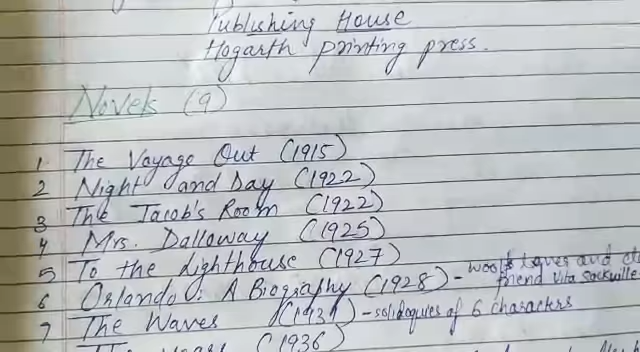 Publishing House
Hogarth printing press.
Novels (9)
1 The Voyage Out (1915)
2 Night and Day (1922)
3 The Jacob's Room (1922)
4 Mrs. Dalloway (1925)
5 To the Lighthouse (1927)
6 Orlando: A Biography (1928) - Woolf's lover and
friend Vita Sackville
7 The Waves (1931) - soliloquies of 6 characters
(1936)